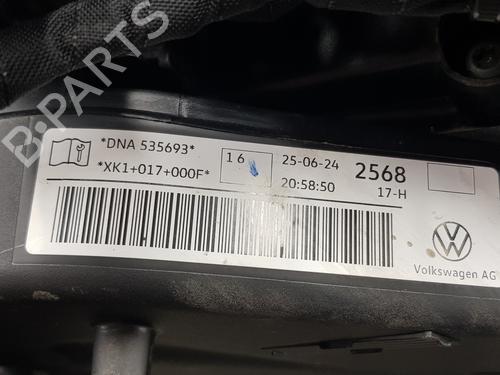 B-PARTS
*DNA 535693*
*XK1+017+000F*
16
25-06-24
20:58:50
2568
17-H
Volkswagen AG